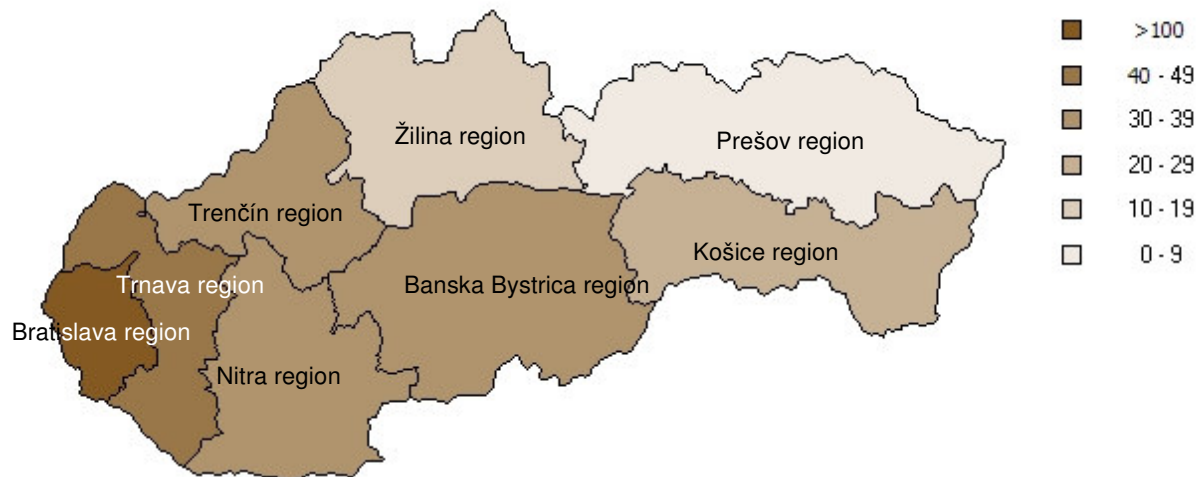 >100
40 - 49
30 - 39
20 - 29
10 - 19
0 - 9
Žilina region
Prešov region
Trenčín region
Košice region
Trnava region
Banska Bystrica region
Bratislava region
Nitra region